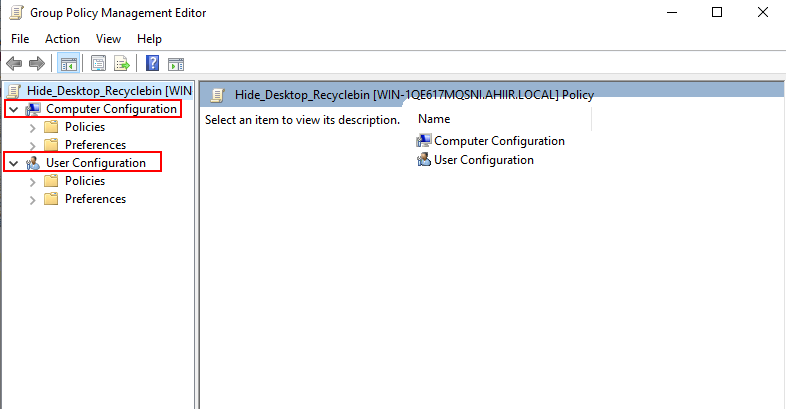 Group Policy Management Editor
File Action View Help
Hide_Desktop_Recyclebin [WIN
Computer Configuration
Policies
Preferences
User Configuration
Policies
Preferences
Hide_Desktop_Recyclebin [WIN-1QE617MQSNI.AHIIR.LOCAL] Policy
Select an item to view its description.
Name
Computer Configuration
User Configuration